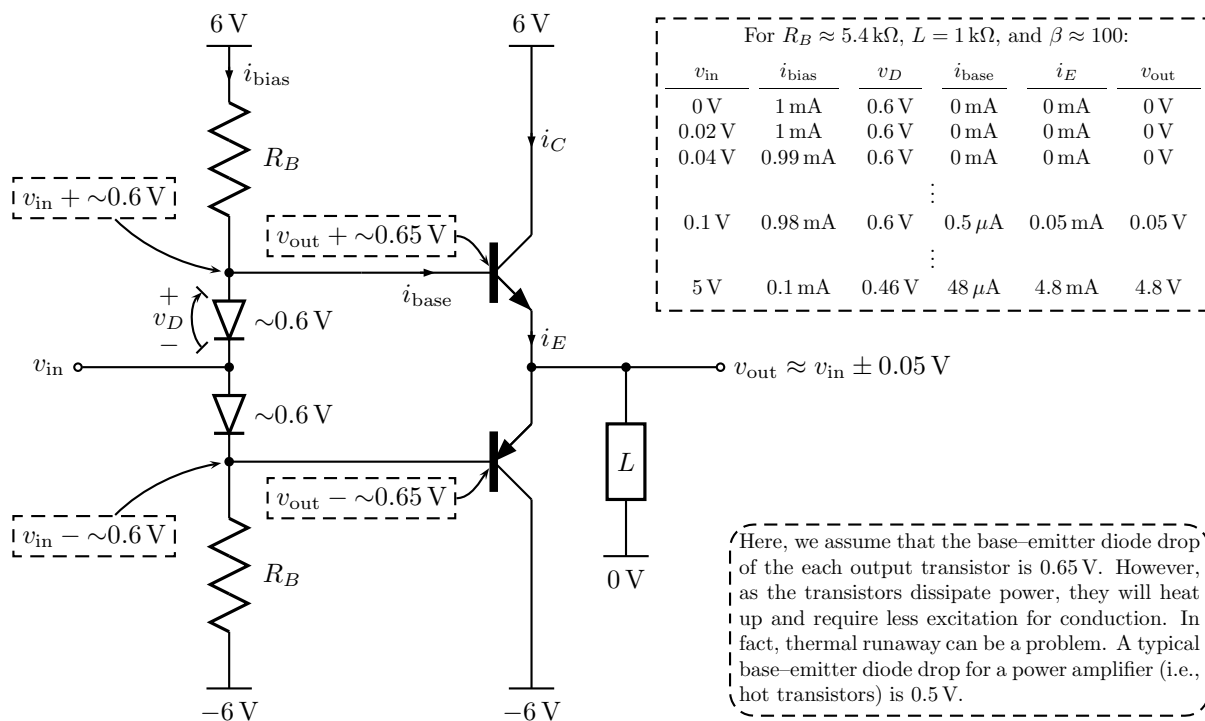 6 V
6 V
i_bias
R_B
i_C
v_in + ~0.6 V
v_out + ~0.65 V
i_base
+
v_D
−
~0.6 V
i_E
v_in
v_out ≈ v_in ± 0.05 V
~0.6 V
v_out − ~0.65 V
L
v_in − ~0.6 V
R_B
0 V
−6 V
−6 V
For R_B ≈ 5.4 kΩ, L = 1 kΩ, and β ≈ 100:
v_in i_bias v_D i_base i_E v_out
0 V 1 mA 0.6 V 0 mA 0 mA 0 V
0.02 V 1 mA 0.6 V 0 mA 0 mA 0 V
0.04 V 0.99 mA 0.6 V 0 mA 0 mA 0 V
⋮
0.1 V 0.98 mA 0.6 V 0.5 μA 0.05 mA 0.05 V
⋮
5 V 0.1 mA 0.46 V 48 μA 4.8 mA 4.8 V
Here, we assume that the base–emitter diode drop
of the each output transistor is 0.65 V. However,
as the transistors dissipate power, they will heat
up and require less excitation for conduction. In
fact, thermal runaway can be a problem. A typical
base–emitter diode drop for a power amplifier (i.e.,
hot transistors) is 0.5 V.